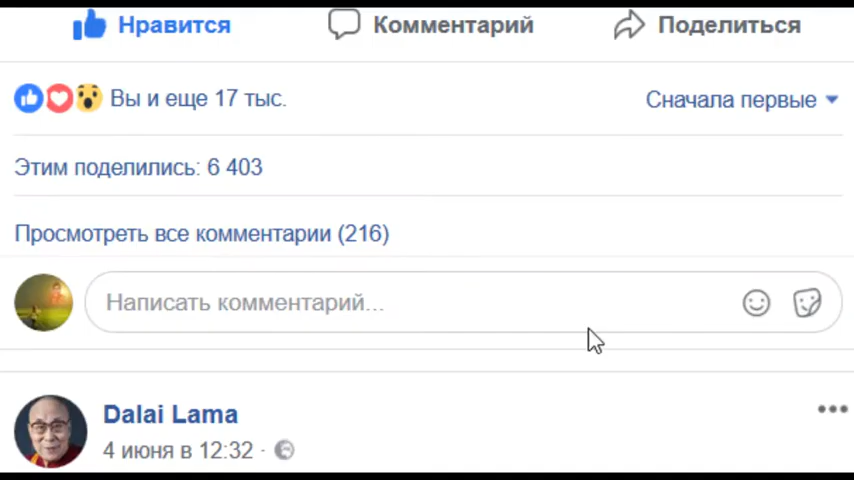 Нравится Комментарий Поделиться
Вы и еще 17 тыс. Сначала первые
Этим поделились: 6 403
Просмотреть все комментарии (216)
Написать комментарий...
Dalai Lama
4 июня в 12:32 ·